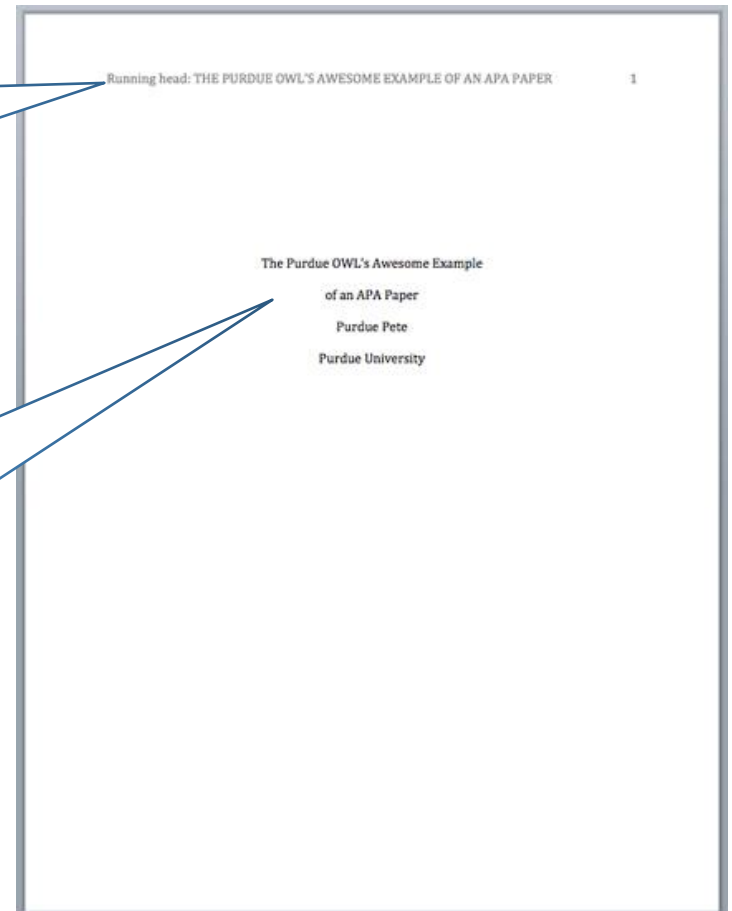 Running head: THE PURDUE OWL'S AWESOME EXAMPLE OF AN APA PAPER 1
The Purdue OWL's Awesome Example
of an APA Paper
Purdue Pete
Purdue University